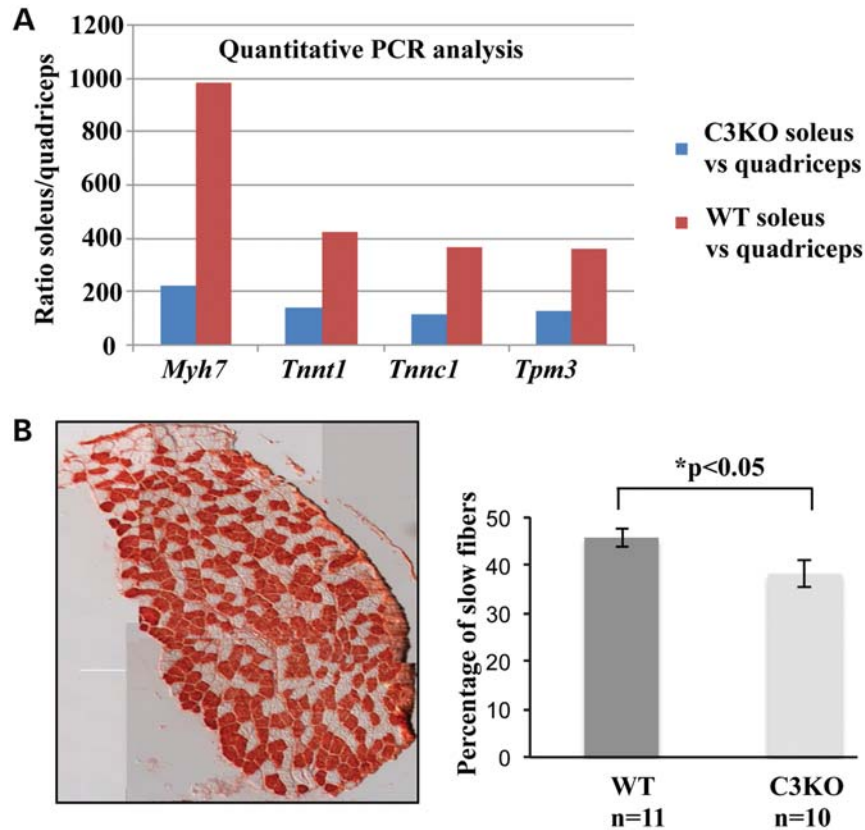 A
Quantitative PCR analysis
Ratio soleus/quadriceps
1200
1000
800
600
400
200
0
Myh7 Tnnt1 Tnnc1 Tpm3
C3KO soleus
vs quadriceps
WT soleus
vs quadriceps
B
*p<0.05
Percentage of slow fibers
50
40
30
20
10
0
WT C3KO
n=11 n=10